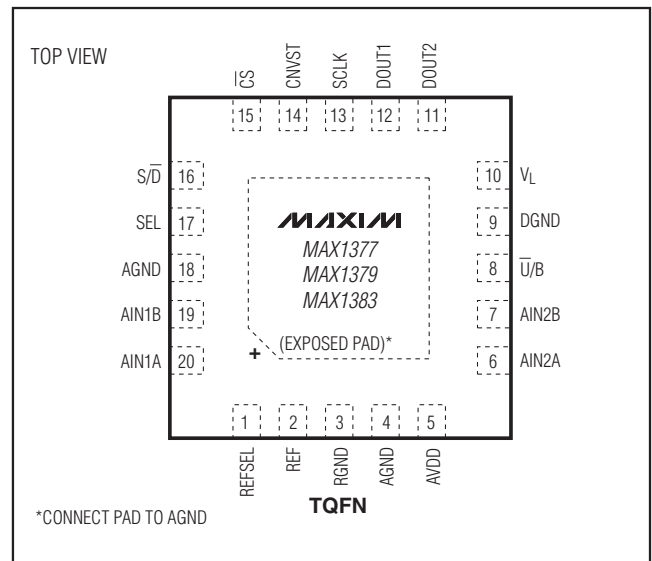 TOP VIEW
C̅S̅
CNVST
SCLK
DOUT1
DOUT2
15 14 13 12 11
S/D̅ 16
SEL 17
AGND 18
AIN1B 19
AIN1A 20
10 VL
9 DGND
8 U̅/B
7 AIN2B
6 AIN2A
MAXIM
MAX1377
MAX1379
MAX1383
(EXPOSED PAD)*
+
1 2 3 4 5
REFSEL
REF
RGND
AGND
AVDD
TQFN
*CONNECT PAD TO AGND